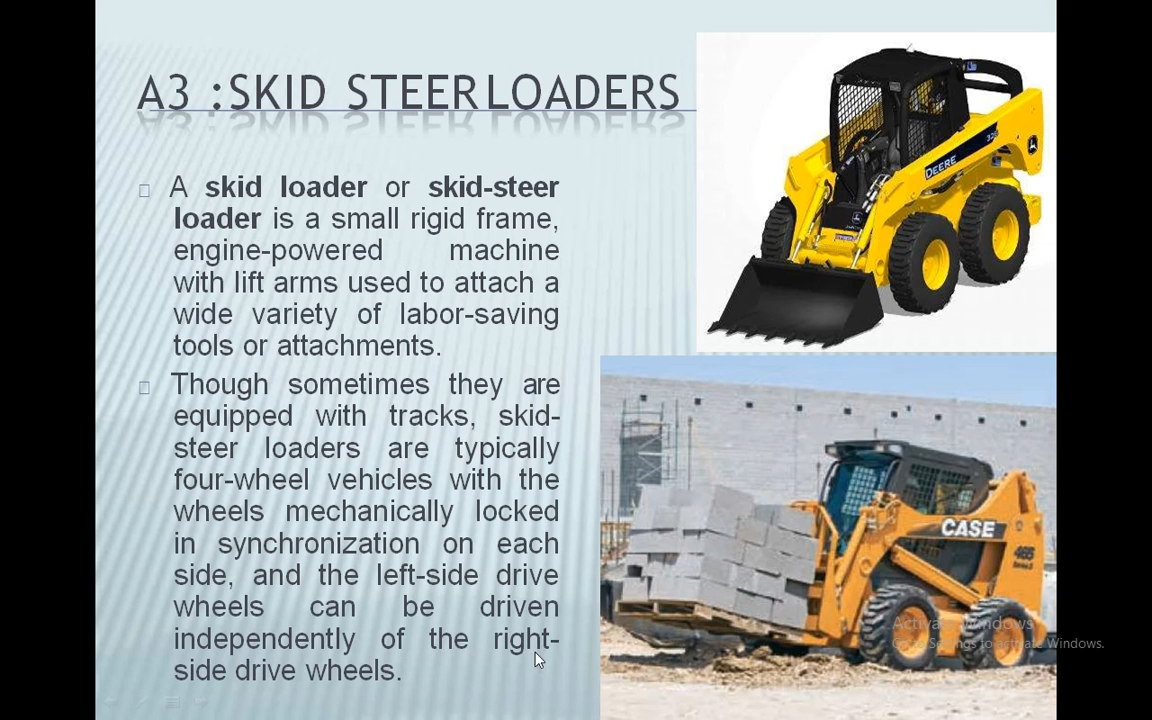 A3 :SKID STEER LOADERS
A skid loader or skid-steer
loader is a small rigid frame,
engine-powered machine
with lift arms used to attach a
wide variety of labor-saving
tools or attachments.
Though sometimes they are
equipped with tracks, skid-
steer loaders are typically
four-wheel vehicles with the
wheels mechanically locked
in synchronization on each
side, and the left-side drive
wheels can be driven
independently of the right-
side drive wheels.
DEERE
CASE
465
Activate Windows
Go to Settings to activate Windows.